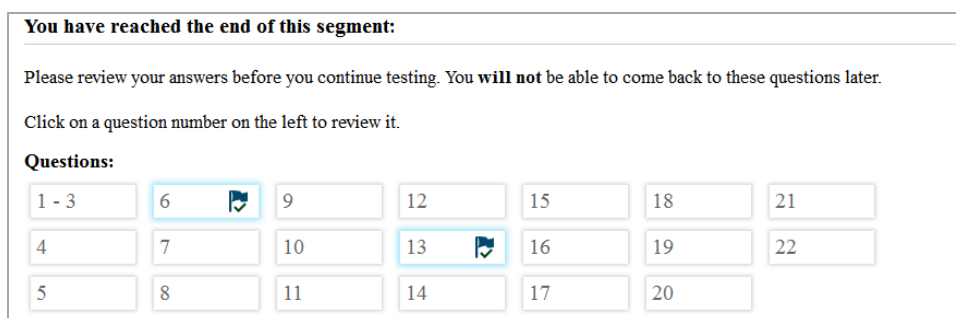 You have reached the end of this segment:
Please review your answers before you continue testing. You will not be able to come back to these questions later.
Click on a question number on the left to review it.
Questions:
1 - 3 6 9 12 15 18 21
4 7 10 13 16 19 22
5 8 11 14 17 20